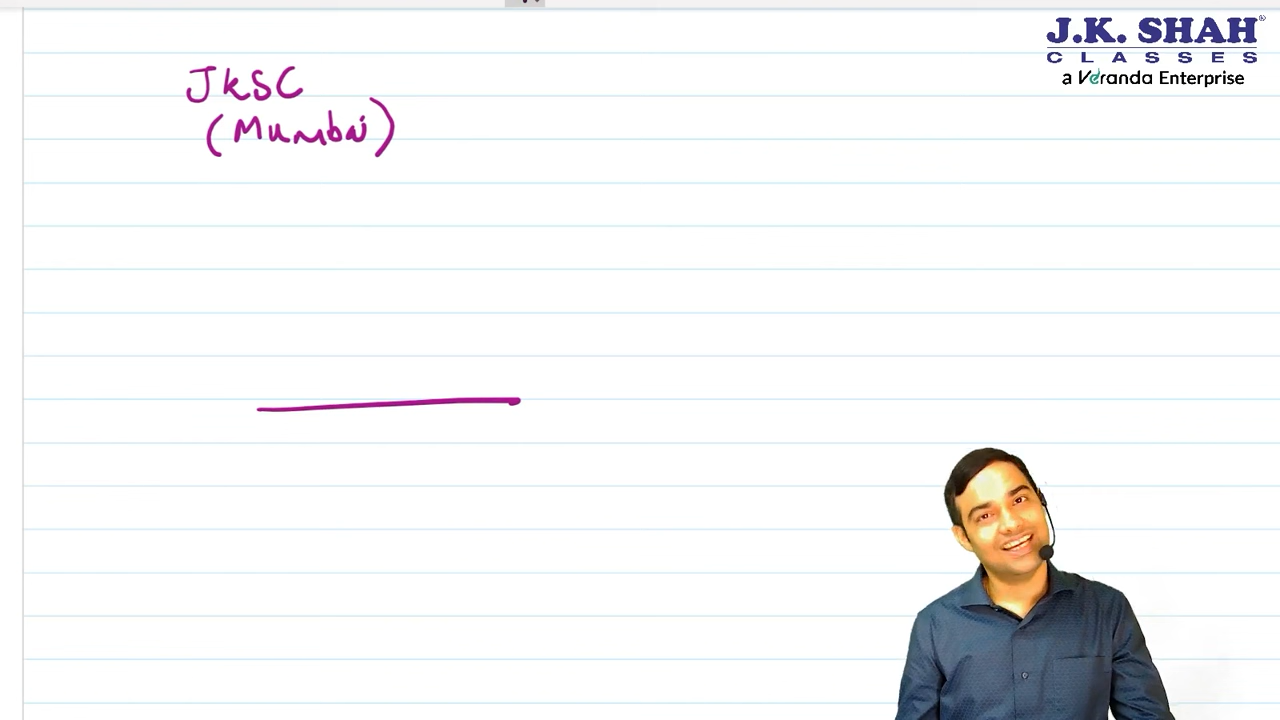 J.K. SHAH®
CLASSES
a Veranda Enterprise
JKSC
(Mumbai)